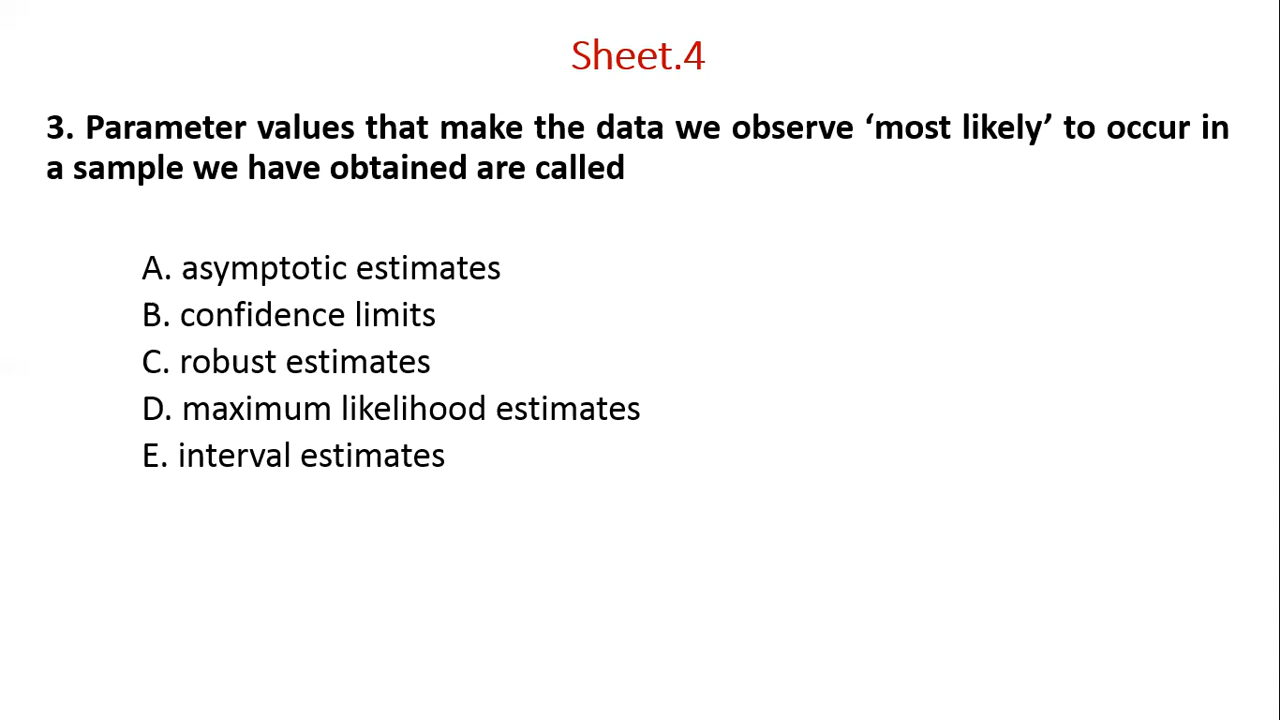 Sheet.4
3. Parameter values that make the data we observe ‘most likely’ to occur in
a sample we have obtained are called
A. asymptotic estimates
B. confidence limits
C. robust estimates
D. maximum likelihood estimates
E. interval estimates